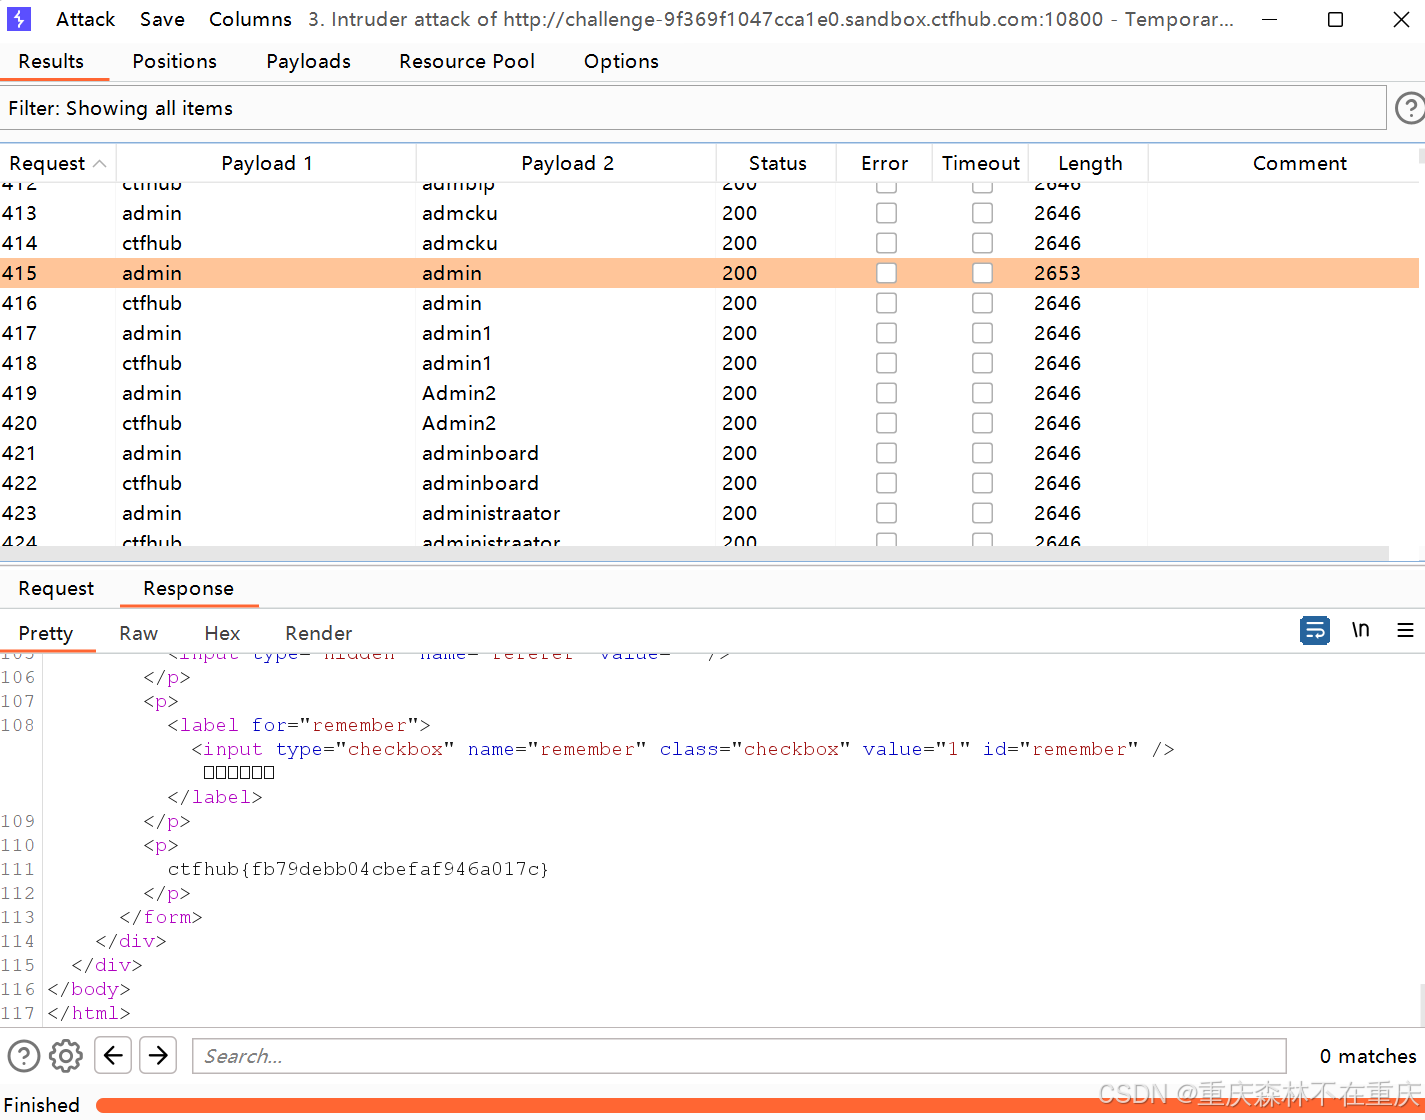 Attack Save Columns 3. Intruder attack of http://challenge-9f369f1047cca1e0.sandbox.ctfhub.com:10800 - Temporar...
Results Positions Payloads Resource Pool Options
Filter: Showing all items
Request Payload 1 Payload 2 Status Error Timeout Length Comment
412 ctfhub admbip 200 2646
413 admin admcku 200 2646
414 ctfhub admcku 200 2646
415 admin admin 200 2653
416 ctfhub admin 200 2646
417 admin admin1 200 2646
418 ctfhub admin1 200 2646
419 admin Admin2 200 2646
420 ctfhub Admin2 200 2646
421 admin adminboard 200 2646
422 ctfhub adminboard 200 2646
423 admin administraator 200 2646
424 ctfhub administraator 200 2646
Request Response
Pretty Raw Hex Render \n
105 <input type="hidden" name="referer" value="" />
106 </p>
107 <p>
108 <label for="remember">
<input type="checkbox" name="remember" class="checkbox" value="1" id="remember" />
□□□□□□
</label>
109 </p>
110 <p>
111 ctfhub{fb79debb04cbefaf946a017c}
112 </p>
113 </form>
114 </div>
115 </div>
116 </body>
117 </html>
Search... 0 matches
CSDN @重庆森林不在重庆
Finished